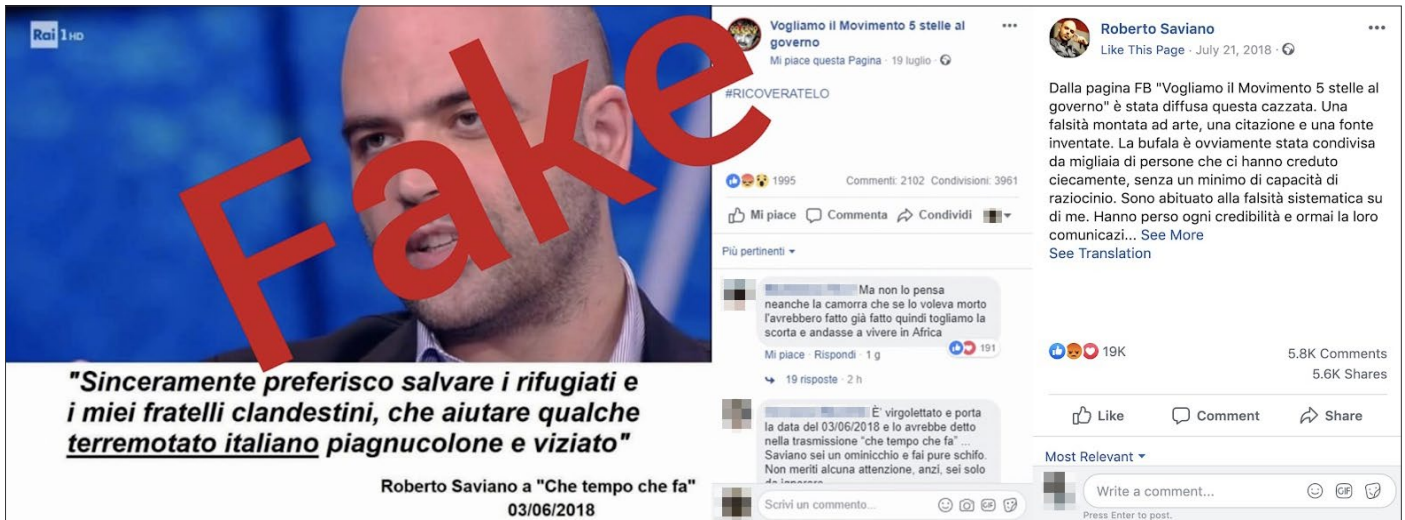 Rai 1 HD
Fake
"Sinceramente preferisco salvare i rifugiati e
i miei fratelli clandestini, che aiutare qualche
terremotato italiano piagnucolone e viziato"
Roberto Saviano a "Che tempo che fa"
03/06/2018
Vogliamo il Movimento 5 stelle al
governo
Mi piace questa Pagina · 19 luglio ·
#RICOVERATELO
1995
Commenti: 2102 Condivisioni: 3961
Mi piace Commenta Condividi
Più pertinenti
Ma non lo pensa
neanche la camorra che se lo voleva morto
l'avrebbero fatto già fatto quindi togliamo la
scorta e andasse a vivere in Africa
Mi piace · Rispondi · 1 g
191
19 risposte · 2 h
È' virgolettato e porta
la data del 03/06/2018 e lo avrebbe detto
nella trasmissione "che tempo che fa" ...
Saviano sei un ominicchio e fai pure schifo.
Non meriti alcuna attenzione, anzi, sei solo
da ignorare
Scrivi un commento...
GIF
Roberto Saviano
Like This Page · July 21, 2018 ·
Dalla pagina FB "Vogliamo il Movimento 5 stelle al
governo" è stata diffusa questa cazzata. Una
falsità montata ad arte, una citazione e una fonte
inventate. La bufala è ovviamente stata condivisa
da migliaia di persone che ci hanno creduto
ciecamente, senza un minimo di capacità di
raziocinio. Sono abituato alla falsità sistematica su
di me. Hanno perso ogni credibilità e ormai la loro
comunicazi... See More
See Translation
19K
5.8K Comments
5.6K Shares
Like Comment Share
Most Relevant
Write a comment...
GIF
Press Enter to post.